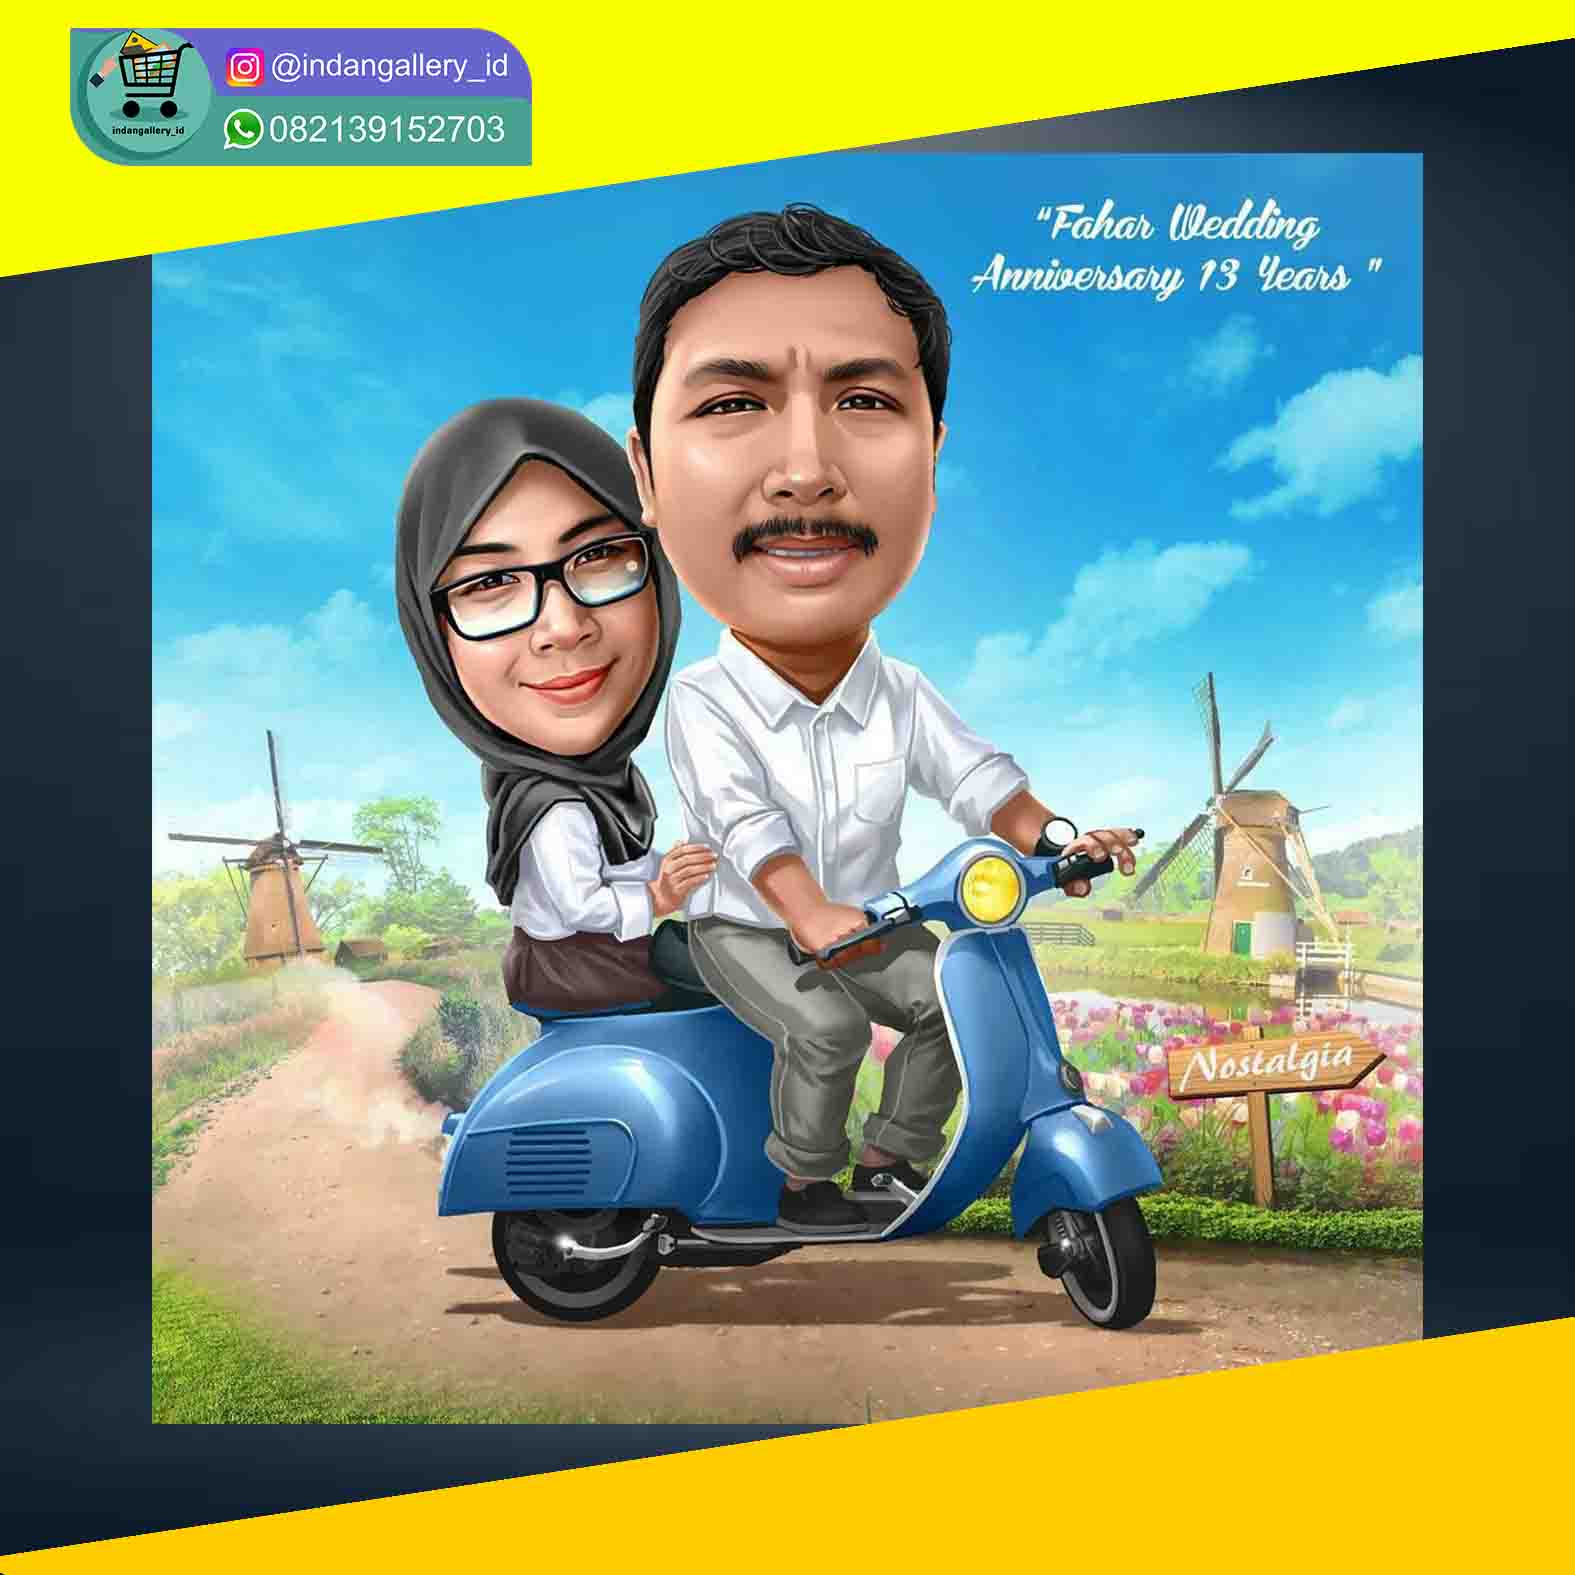 @indangallery_id
indangallery_id
082139152703
"Fahar Wedding
Anniversary 13 Years "
Nostalgia